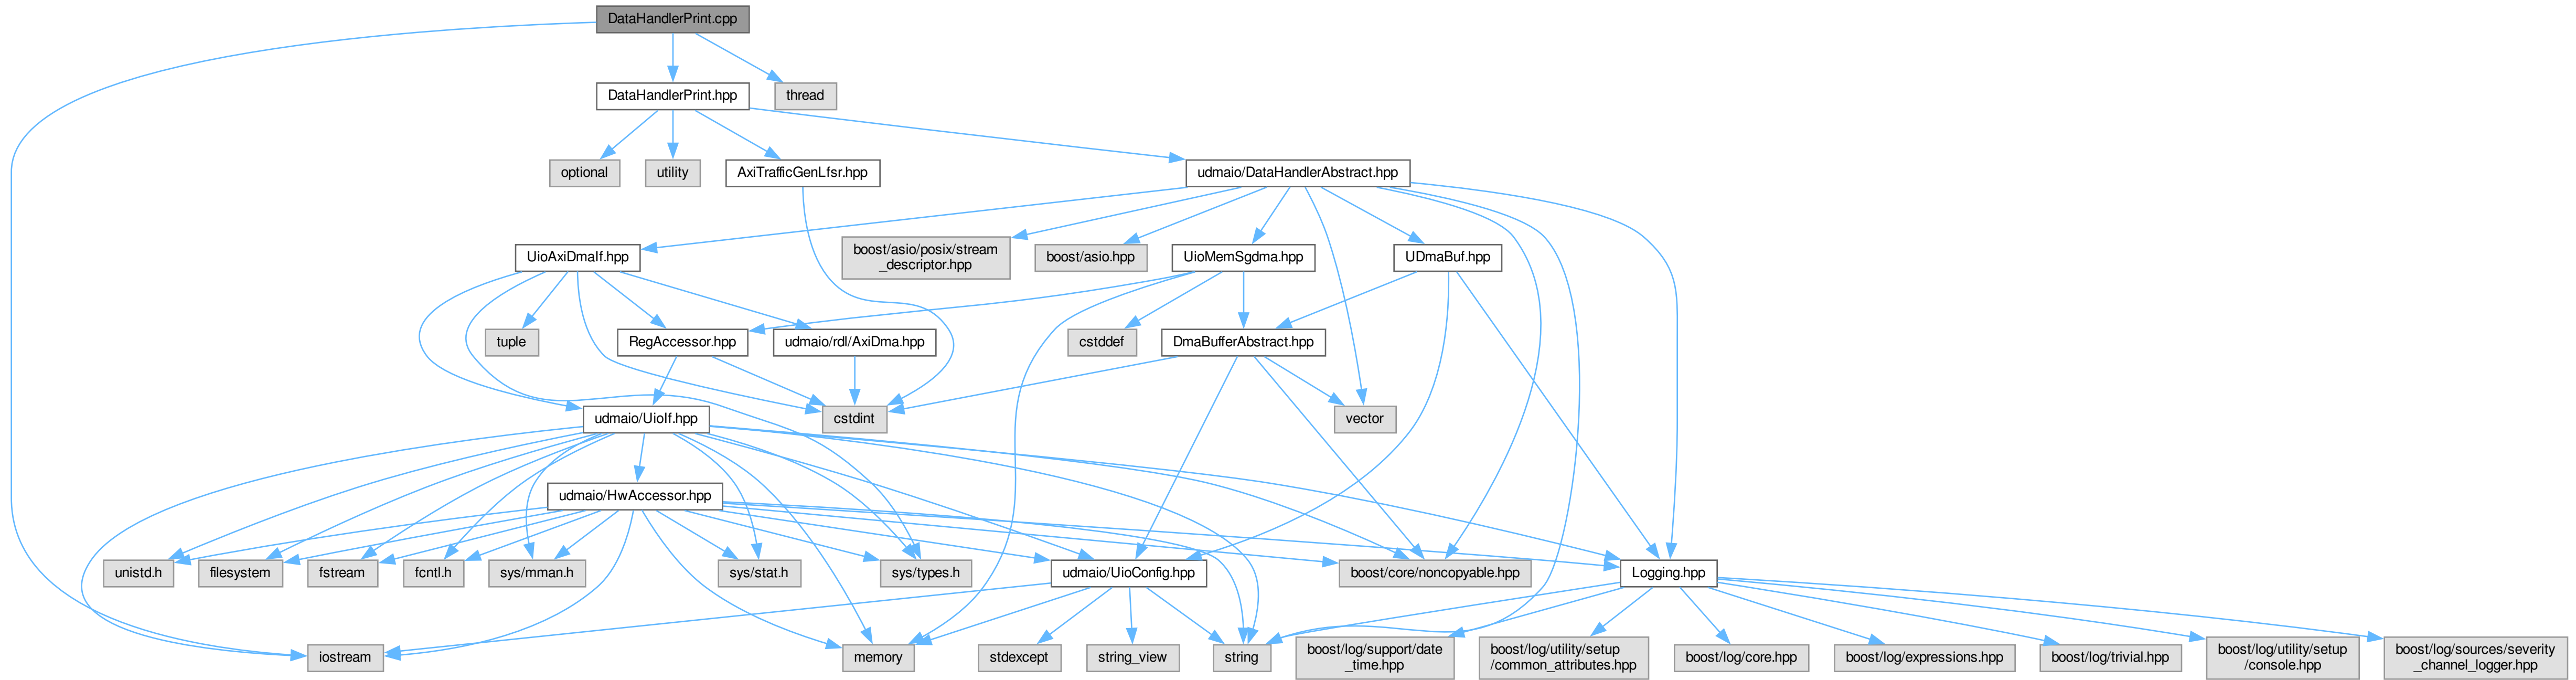 DataHandlerPrint.cpp
DataHandlerPrint.hpp
thread
optional
utility
AxiTrafficGenLfsr.hpp
udmaio/DataHandlerAbstract.hpp
UioAxiDmaIf.hpp
boost/asio/posix/stream
_descriptor.hpp
boost/asio.hpp
UioMemSgdma.hpp
UDmaBuf.hpp
tuple
RegAccessor.hpp
udmaio/rdl/AxiDma.hpp
cstddef
DmaBufferAbstract.hpp
udmaio/UioIf.hpp
cstdint
vector
udmaio/HwAccessor.hpp
unistd.h
filesystem
fstream
fcntl.h
sys/mman.h
sys/stat.h
sys/types.h
udmaio/UioConfig.hpp
boost/core/noncopyable.hpp
Logging.hpp
iostream
memory
stdexcept
string_view
string
boost/log/support/date
_time.hpp
boost/log/utility/setup
/common_attributes.hpp
boost/log/core.hpp
boost/log/expressions.hpp
boost/log/trivial.hpp
boost/log/utility/setup
/console.hpp
boost/log/sources/severity
_channel_logger.hpp